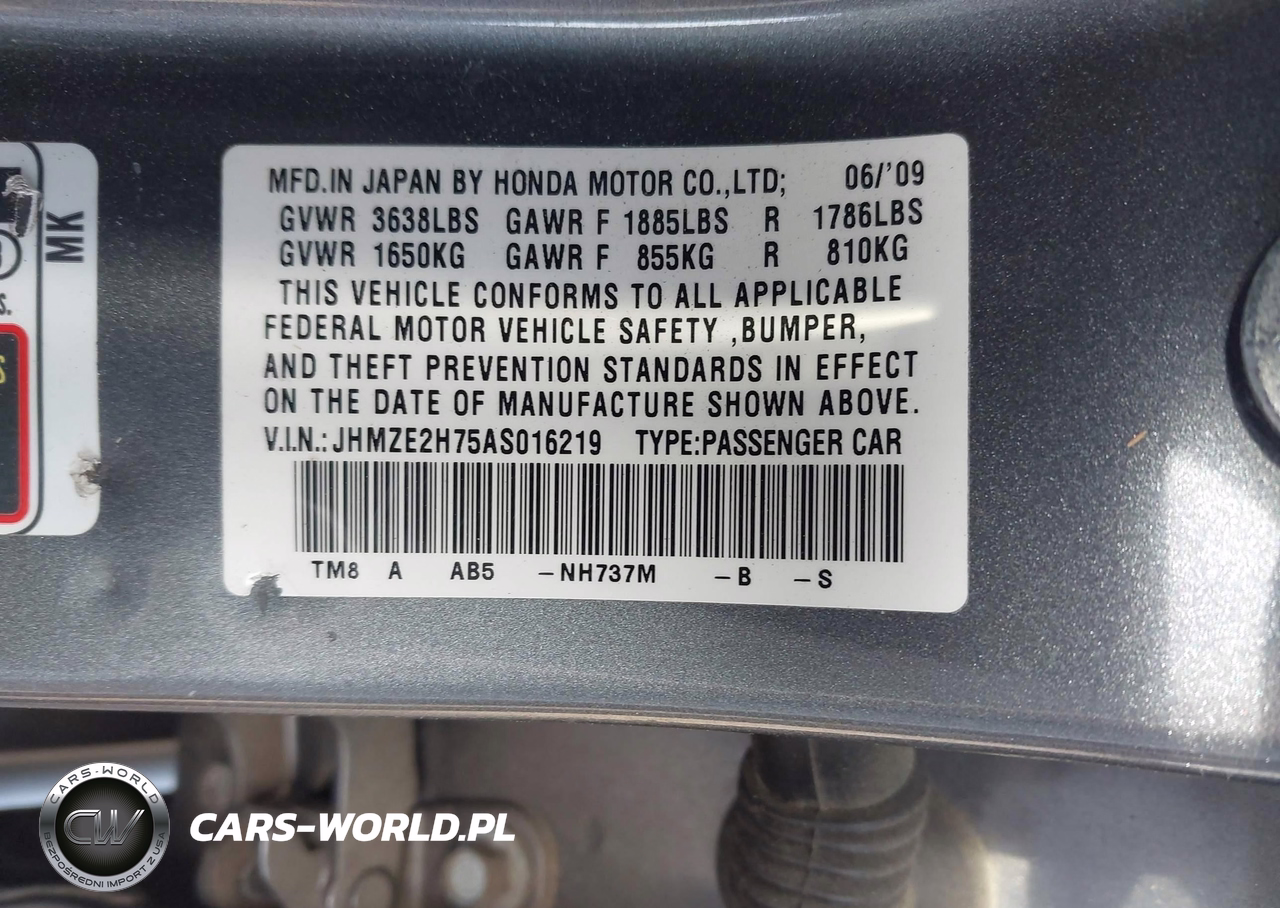 MFD.IN JAPAN BY HONDA MOTOR CO.,LTD; 06/'09
GVWR 3638LBS GAWR F 1885LBS R 1786LBS
GVWR 1650KG GAWR F 855KG R 810KG
THIS VEHICLE CONFORMS TO ALL APPLICABLE
FEDERAL MOTOR VEHICLE SAFETY ,BUMPER,
AND THEFT PREVENTION STANDARDS IN EFFECT
ON THE DATE OF MANUFACTURE SHOWN ABOVE.
V.I.N.: JHMZE2H75AS016219 TYPE:PASSENGER CAR
TM8 A AB5 -NH737M -B -S
MK
CARS-WORLD
CW
BEZPOŚREDNI IMPORT Z USA
CARS-WORLD.PL